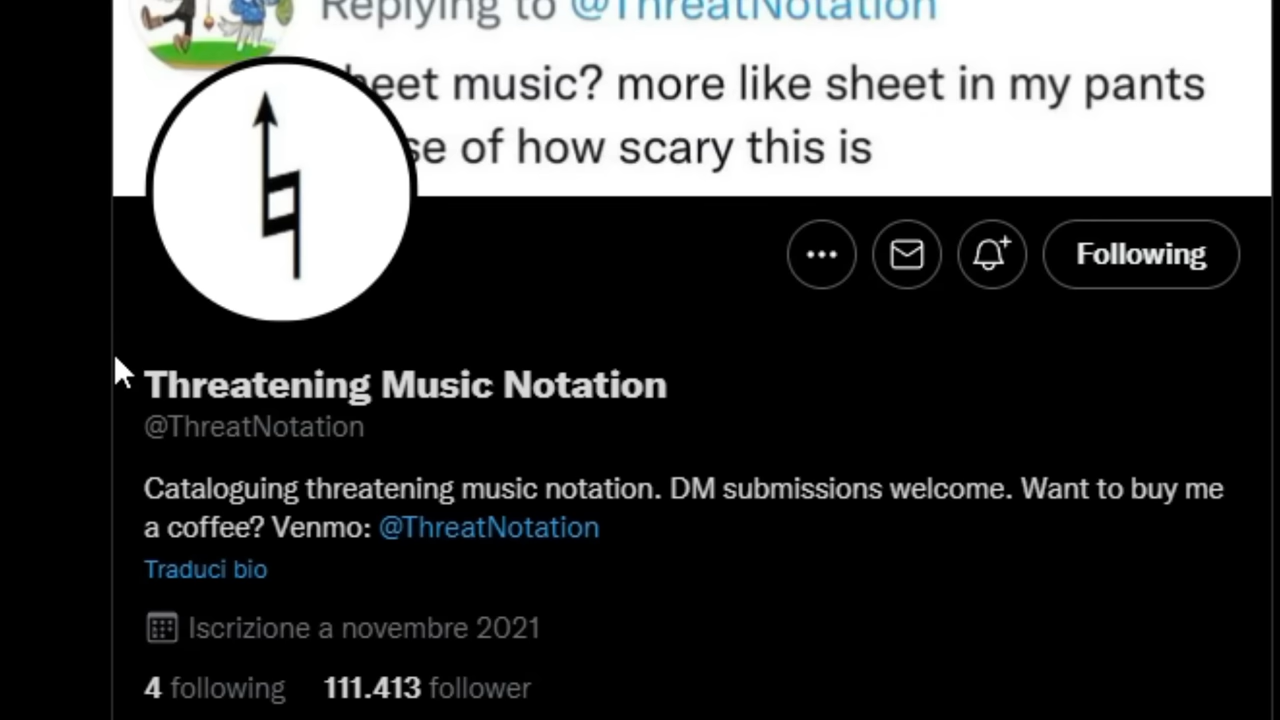 Replying to @ThreatNotation
heet music? more like sheet in my pants
se of how scary this is
Following
Threatening Music Notation
@ThreatNotation
Cataloguing threatening music notation. DM submissions welcome. Want to buy me
a coffee? Venmo: @ThreatNotation
Traduci bio
Iscrizione a novembre 2021
4 following 111.413 follower